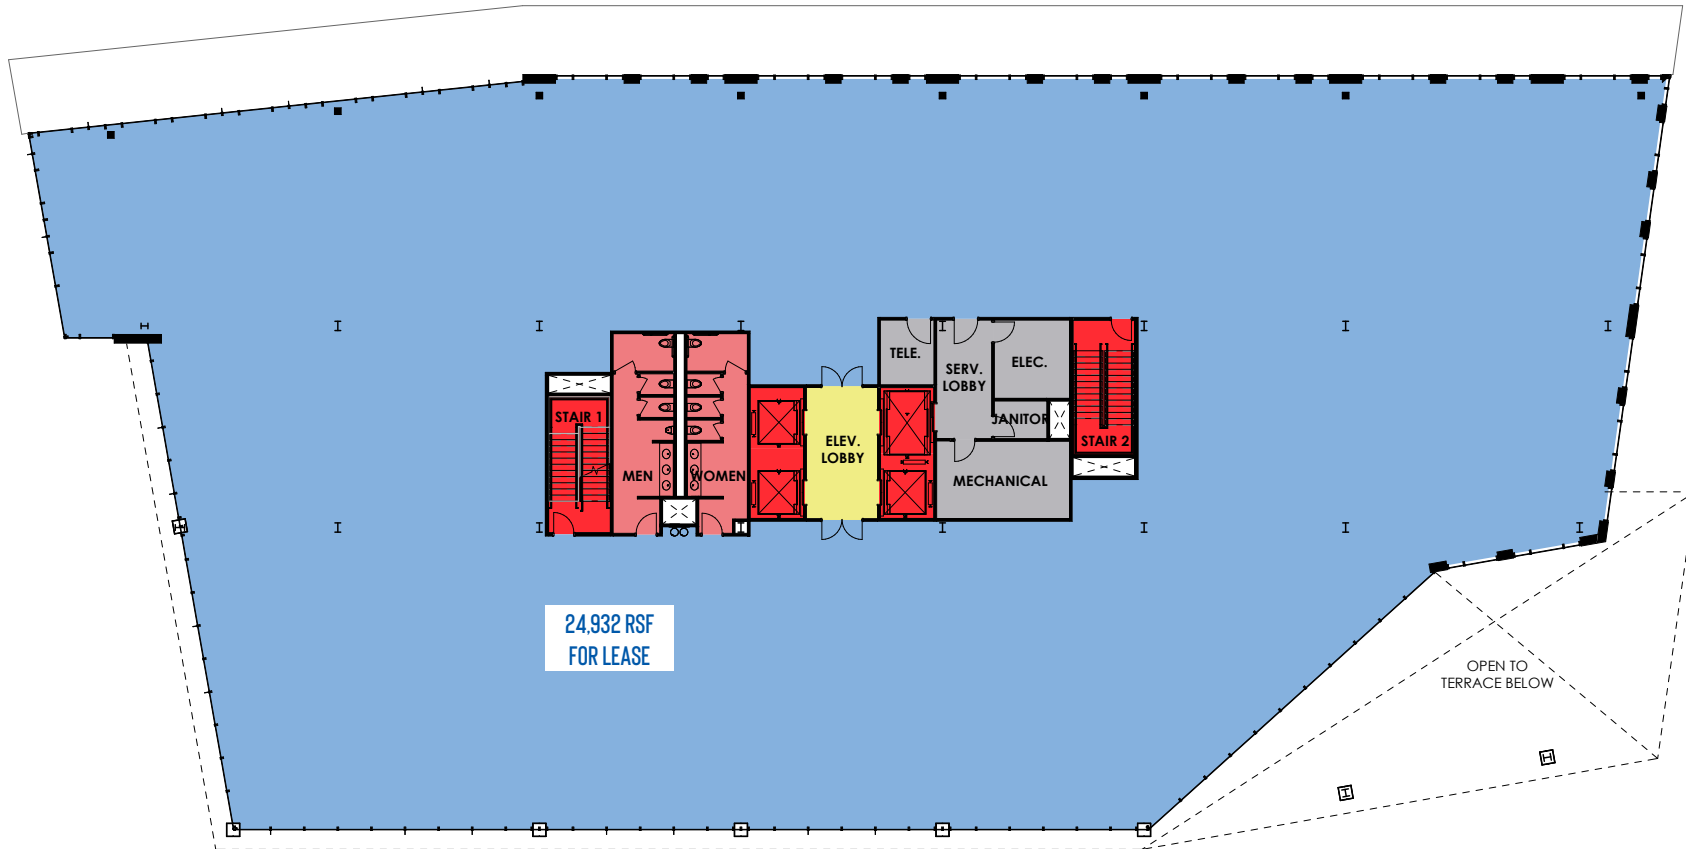 TELE.
SERV.
LOBBY
ELEC.
STAIR 1
JANITOR
ELEV.
LOBBY
STAIR 2
MEN
WOMEN
MECHANICAL
24,932 RSF
FOR LEASE
OPEN TO
TERRACE BELOW